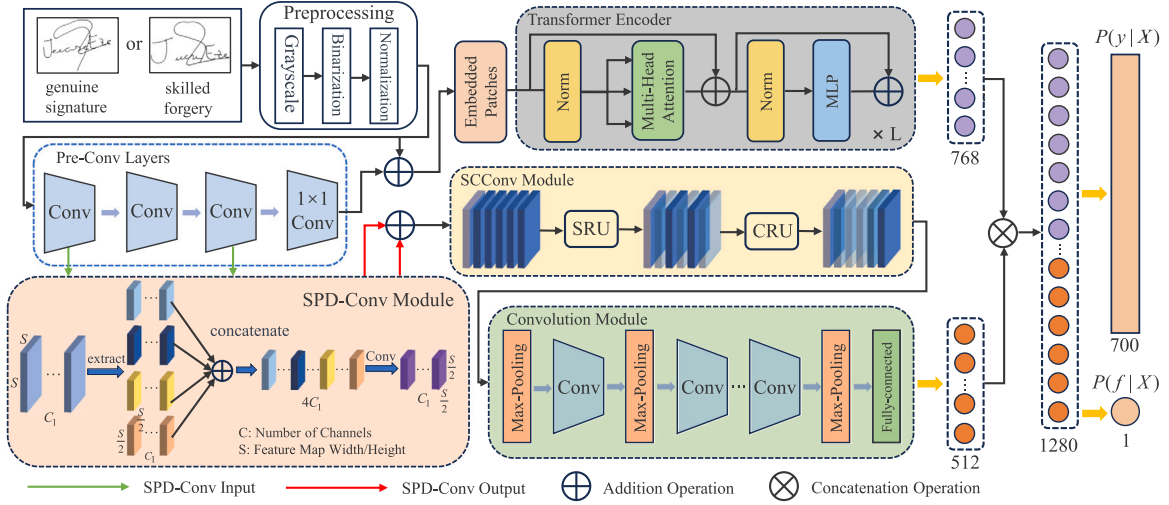 Preprocessing
or
genuine
signature
skilled
forgery
Grayscale
Binarization
Normalization
Embedded
Patches
Transformer Encoder
Norm
Multi-Head
Attention
Norm
MLP
× L
768
P(y | X)
700
Pre-Conv Layers
Conv
Conv
Conv
1×1
Conv
SCConv Module
SRU
CRU
SPD-Conv Module
S
S
C₁
extract
S/2
S/2
C₁
concatenate
4C₁
Conv
C₁
S/2
S/2
C: Number of Channels
S: Feature Map Width/Height
Convolution Module
Max-Pooling
Conv
Max-Pooling
Conv
...
Conv
Max-Pooling
Fully-connected
512
1280
P(f | X)
1
SPD-Conv Input
SPD-Conv Output
Addition Operation
Concatenation Operation